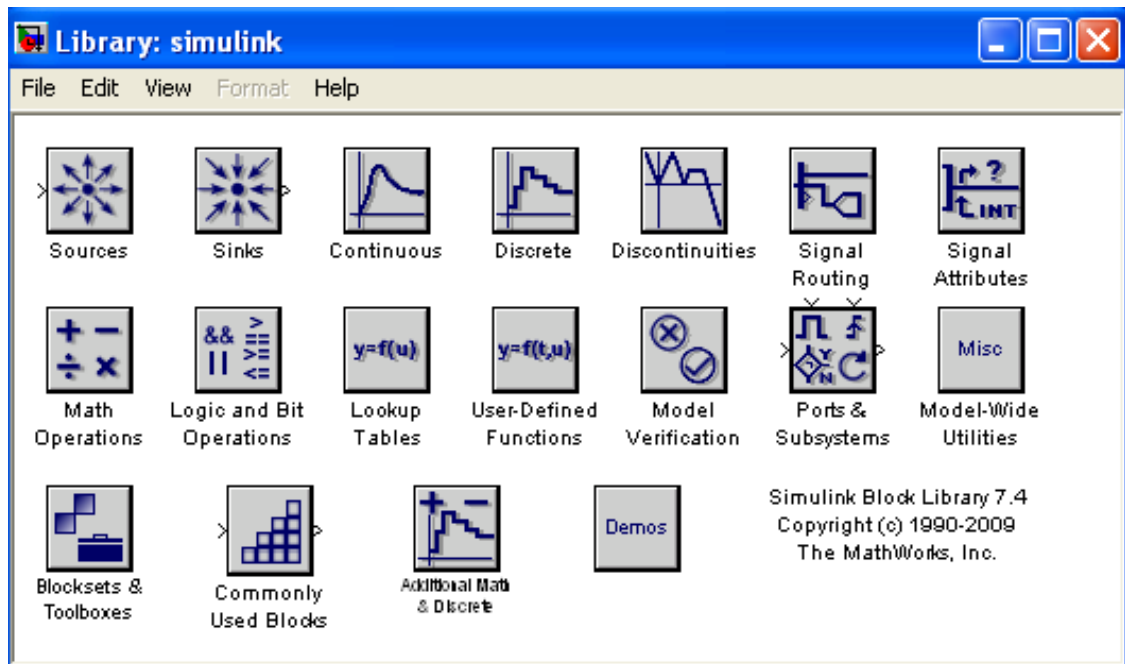 Library: simulink
File Edit View Format Help
? INT
Sources Sinks Continuous Discrete Discontinuities Signal Routing Signal Attributes
+ − ÷ × && || > == >= <= y=f(u) y=f(t,u) Y N Misc
Math Operations Logic and Bit Operations Lookup Tables User-Defined Functions Model Verification Ports & Subsystems Model-Wide Utilities
+ − Demos
Blocksets & Toolboxes Commonly Used Blocks Additional Math & Discrete
Simulink Block Library 7.4
Copyright (c) 1990-2009
The MathWorks, Inc.